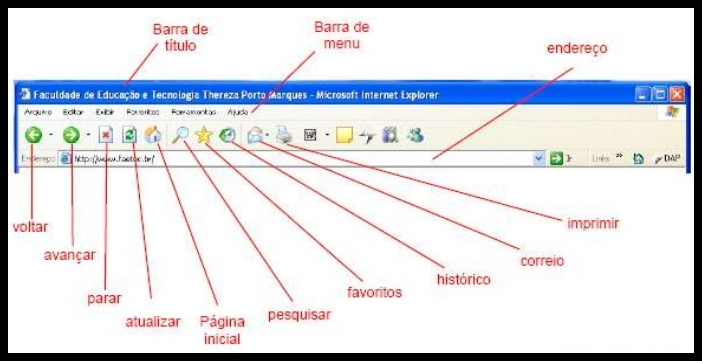 Barra de
título
Barra de
menu
endereço
Faculdade de Educação e Tecnologia Thereza Porto Marques - Microsoft Internet Explorer
Arquivo Editar Exibir Favoritos Ferramentas Ajuda
Endereço http://www.faetec.br/ Ir Links » DAP
voltar
avançar
parar
atualizar
Página
inicial
pesquisar
favoritos
histórico
correio
imprimir